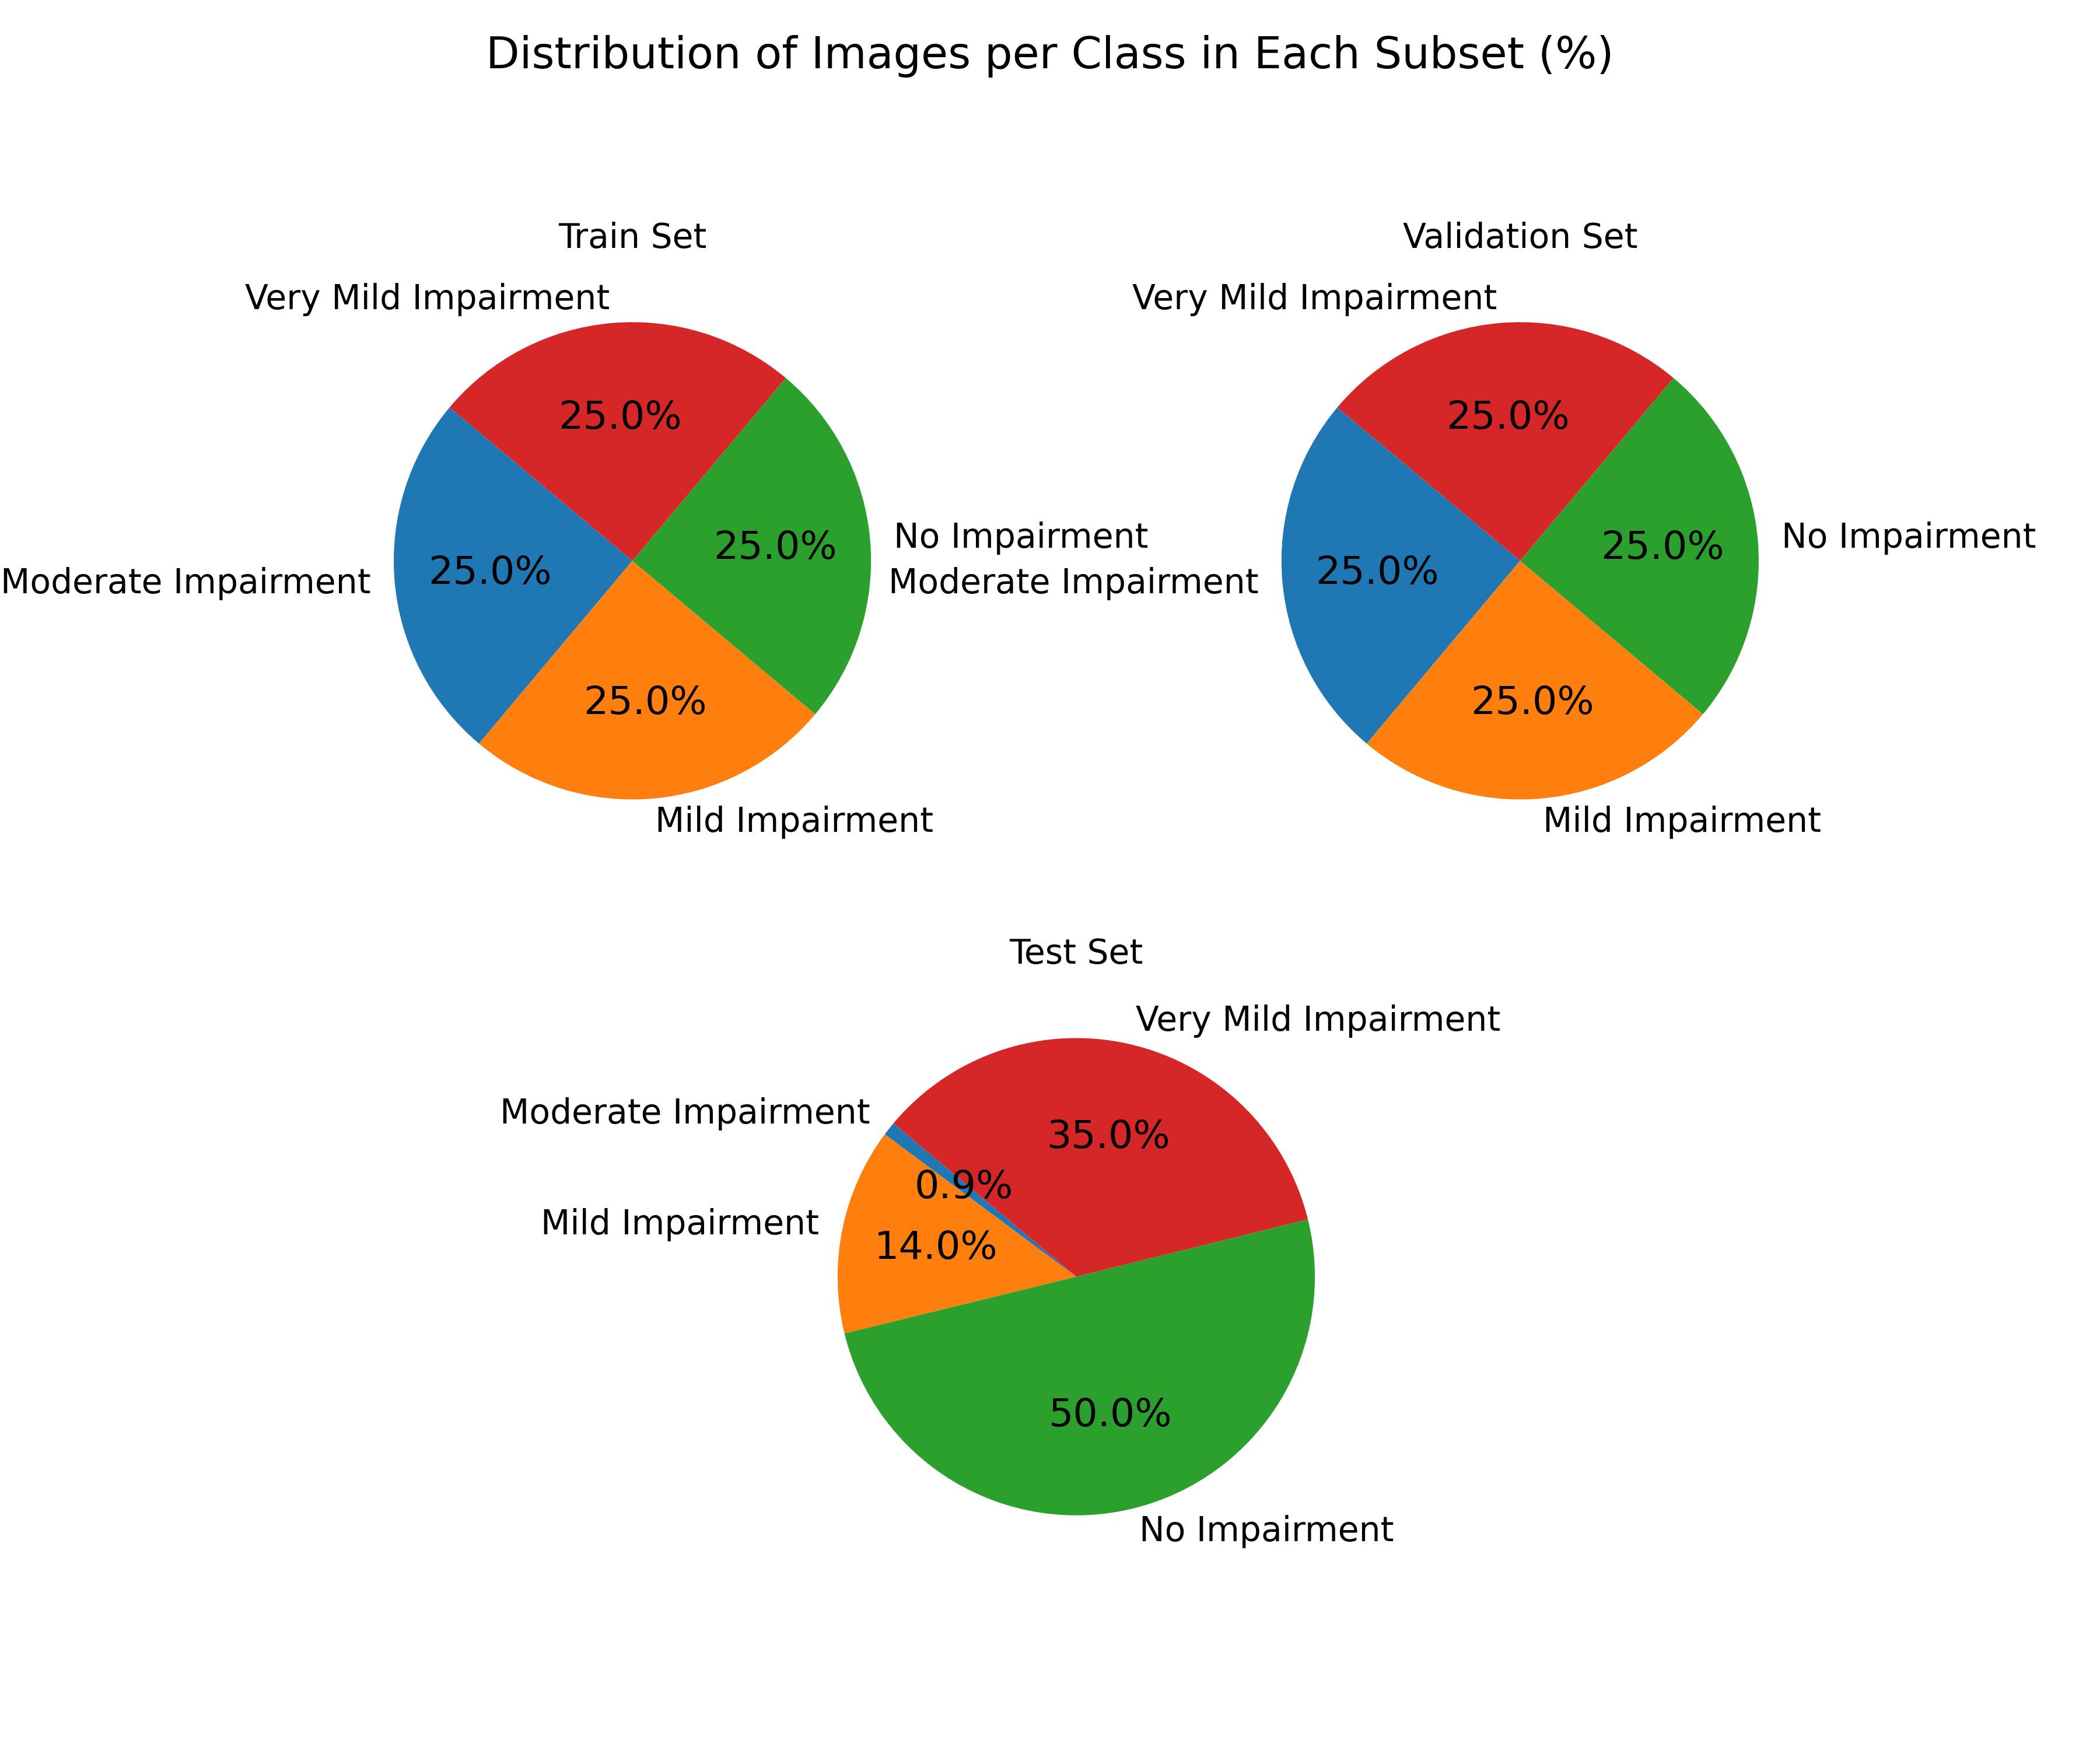 Distribution of Images per Class in Each Subset (%)
Train Set
Very Mild Impairment
25.0%
25.0%
No Impairment
25.0%
Moderate Impairment
25.0%
Mild Impairment
Validation Set
Very Mild Impairment
25.0%
25.0%
No Impairment
25.0%
Moderate Impairment
25.0%
Mild Impairment
Test Set
Very Mild Impairment
Moderate Impairment
35.0%
0.9%
Mild Impairment
14.0%
50.0%
No Impairment